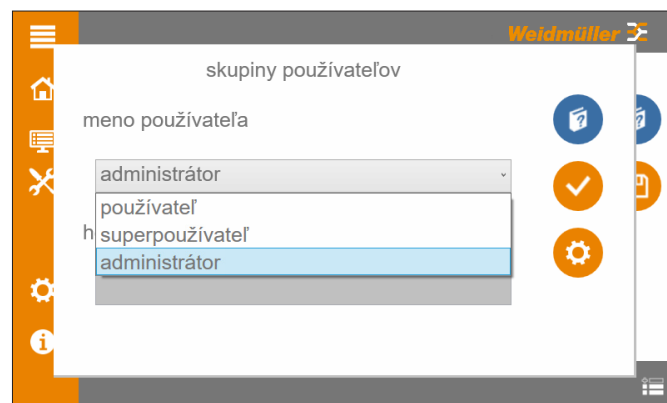 Weidmüller
skupiny používateľov
meno používateľa
administrátor
používateľ
h
superpoužívateľ
administrátor